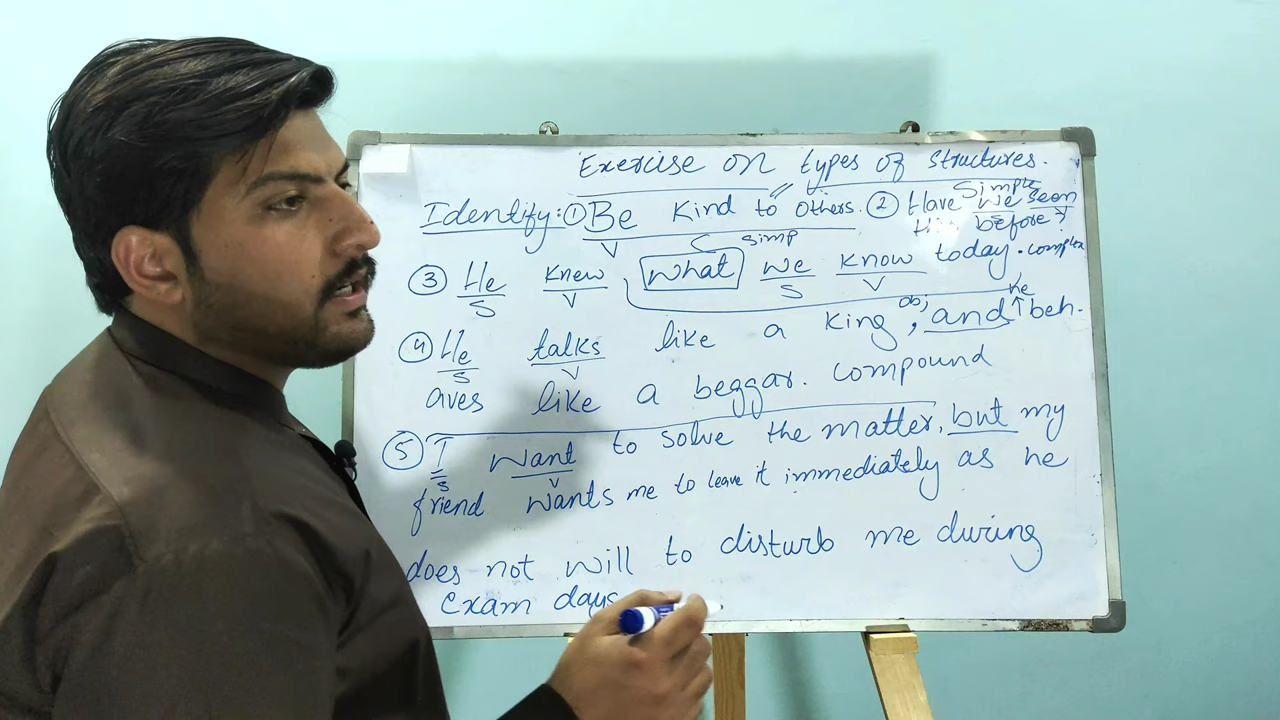 Exercise on types of Structures.
Simple
Identify: ① Be Kind to others. ② Have we seen
V
before?
simp
③ He knew what we know today. complex
S V S V
obj he
④ He talks like a King, and ↑ beh-
S V
aves like a beggar. compound
⑤ I want to solve the matter, but my
S V
friend wants me to leave it immediately as he
does not will to disturb me during
exam days